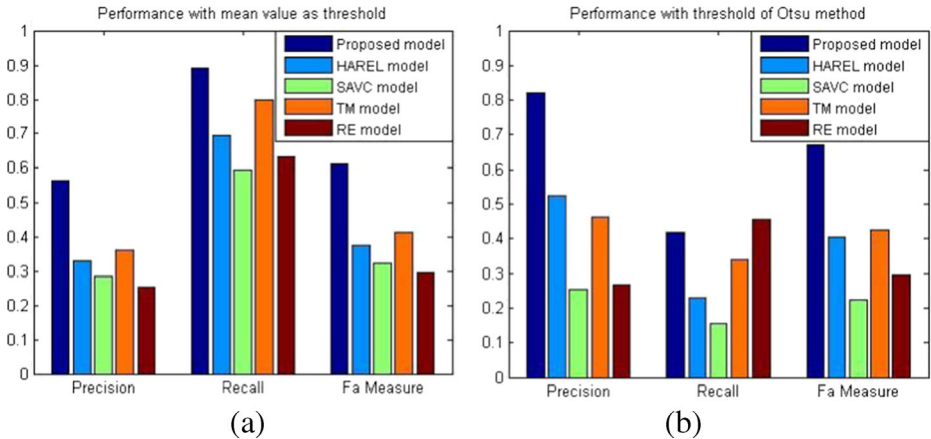 Performance with mean value as threshold
1
0.9
0.8
0.7
0.6
0.5
0.4
0.3
0.2
0.1
0
Proposed model
HAREL model
SAVC model
TM model
RE model
Precision Recall Fa Measure
(a)
Performance with threshold of Otsu method
1
0.9
0.8
0.7
0.6
0.5
0.4
0.3
0.2
0.1
0
Proposed model
HAREL model
SAVC model
TM model
RE model
Precision Recall Fa Measure
(b)